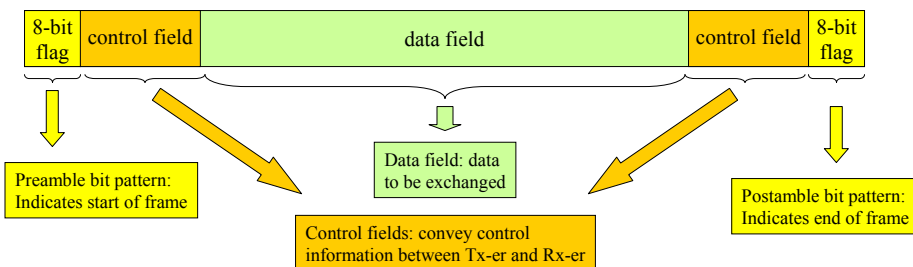 8-bit
flag
control field
data field
control field
8-bit
flag
Preamble bit pattern:
Indicates start of frame
Data field: data
to be exchanged
Postamble bit pattern:
Indicates end of frame
Control fields: convey control
information between Tx-er and Rx-er